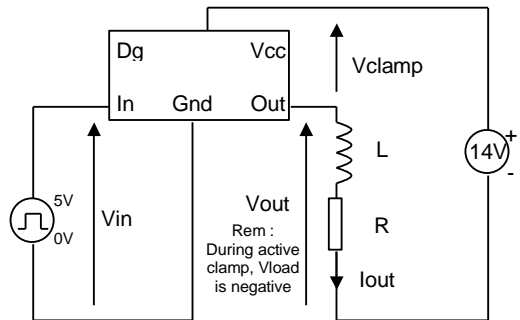 Dg Vcc
Vclamp
In Gnd Out
14V
+
-
L
5V
0V
Vin
Vout
R
Rem :
During active
clamp, Vload
is negative
Iout